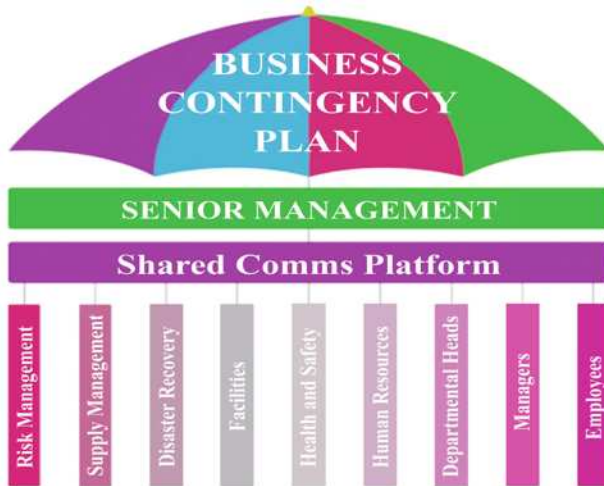 BUSINESS
CONTINGENCY
PLAN
SENIOR MANAGEMENT
Shared Comms Platform
Risk Management
Supply Management
Disaster Recovery
Facilities
Health and Safety
Human Resources
Departmental Heads
Managers
Employees